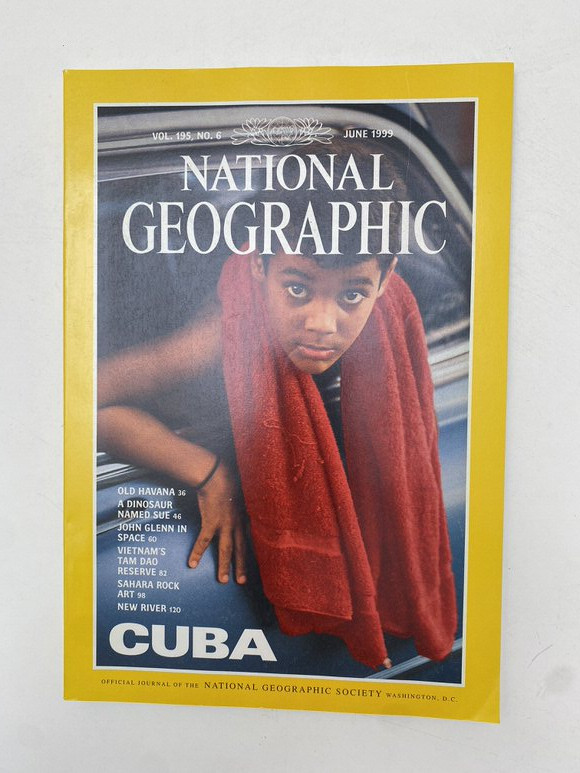 VOL. 195, NO. 6 JUNE 1999
NATIONAL
GEOGRAPHIC
OLD HAVANA 36
A DINOSAUR
NAMED SUE 46
JOHN GLENN IN
SPACE 60
VIETNAM'S
TAM DAO
RESERVE 82
SAHARA ROCK
ART 98
NEW RIVER 120
CUBA
OFFICIAL JOURNAL OF THE NATIONAL GEOGRAPHIC SOCIETY WASHINGTON, D.C.